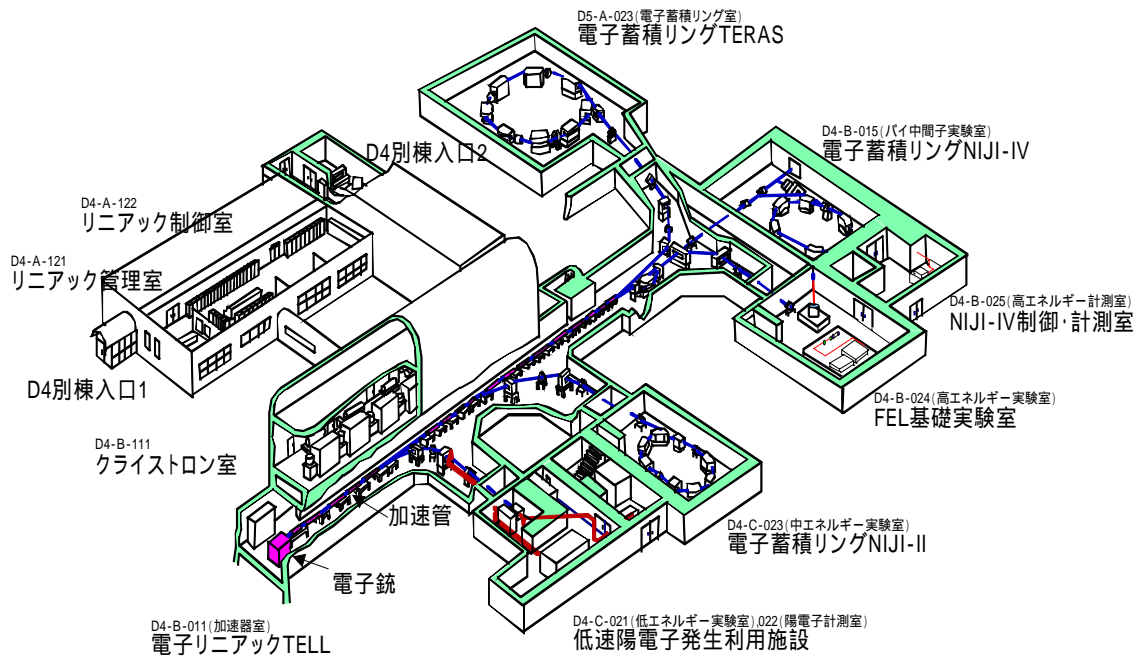 D5-A-023(電子蓄積リング室)
電子蓄積リングTERAS
D4-B-015(パイ中間子実験室)
電子蓄積リングNIJI-IV
D4別棟入口2
D4-A-122
リニアック制御室
D4-A-121
リニアック管理室
D4-B-025(高エネルギー計測室)
NIJI-IV制御・計測室
D4別棟入口1
D4-B-024(高エネルギー実験室)
FEL基礎実験室
D4-B-111
クライストロン室
加速管
D4-C-023(中エネルギー実験室)
電子蓄積リングNIJI-II
電子銃
D4-B-011(加速器室)
電子リニアックTELL
D4-C-021(低エネルギー実験室),022(陽電子計測室)
低速陽電子発生利用施設